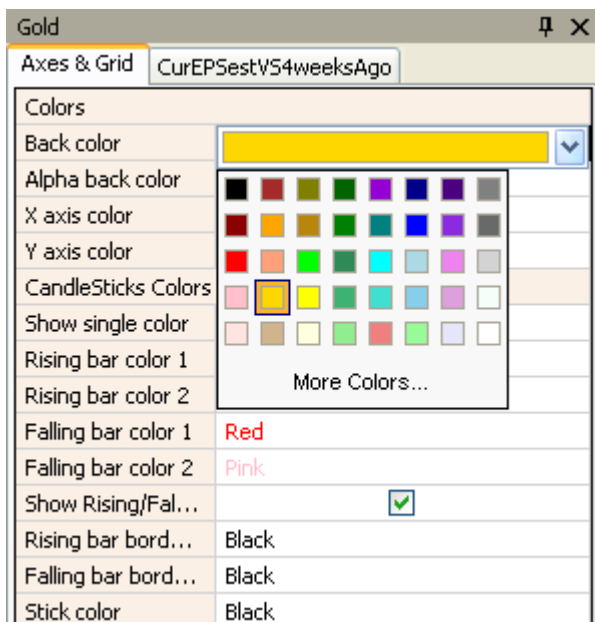 Gold
Axes & Grid CurEPSestVS4weeksAgo
Colors
Back color
Alpha back color
X axis color
Y axis color
CandleSticks Colors
Show single color
Rising bar color 1
Rising bar color 2
More Colors...
Falling bar color 1 Red
Falling bar color 2 Pink
Show Rising/Fal...
Rising bar bord... Black
Falling bar bord... Black
Stick color Black